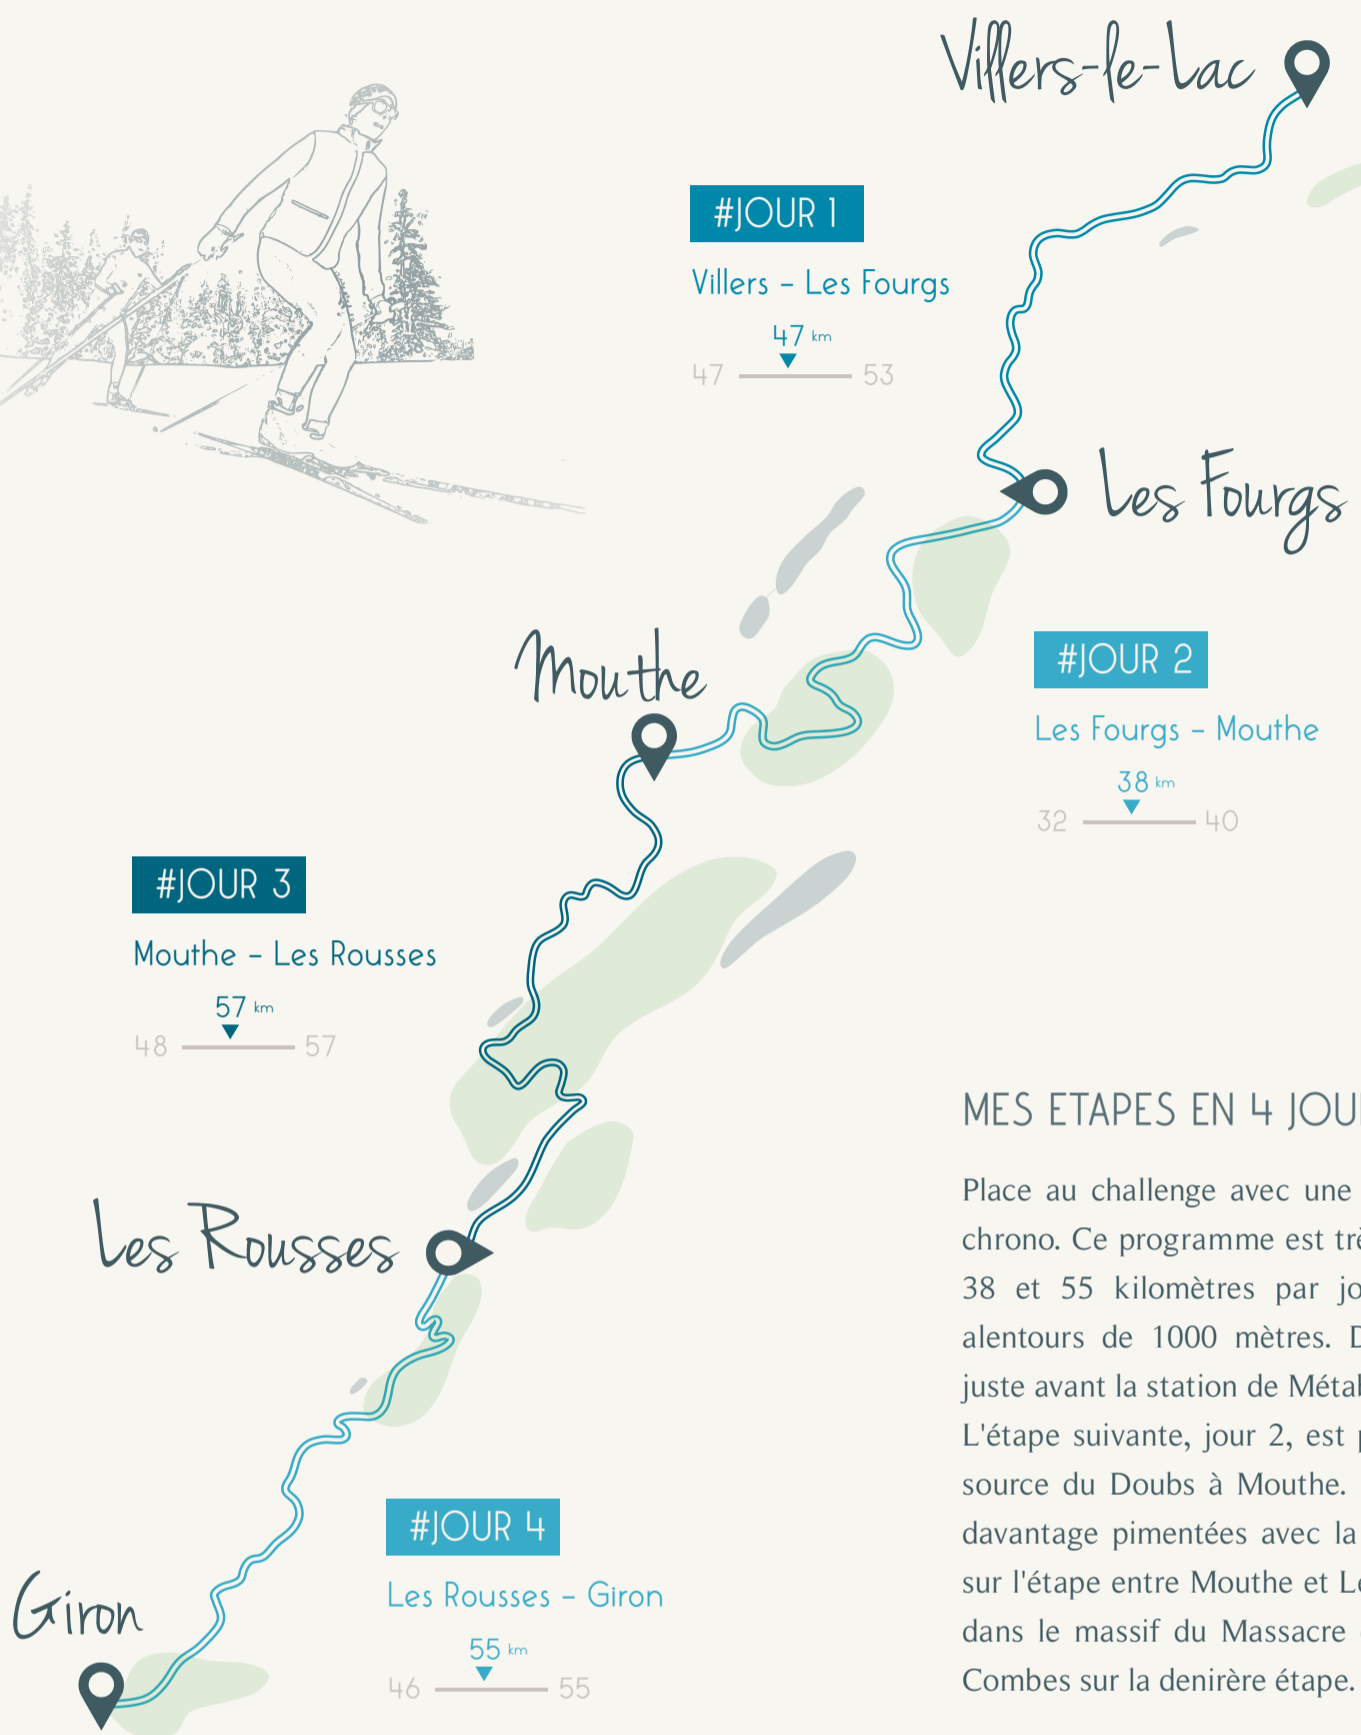 Villers-le-Lac
#JOUR 1
Villers – Les Fourgs
47 km
47 53
Les Fourgs
#JOUR 2
Les Fourgs – Mouthe
38 km
32 40
Mouthe
#JOUR 3
Mouthe – Les Rousses
57 km
48 57
Les Rousses
#JOUR 4
Les Rousses – Giron
55 km
46 55
Giron
MES ETAPES EN 4
Place au challenge avec une
chrono. Ce programme est
38 et 55 kilomètres par
alentours de 1000 mètres.
juste avant la station de
L'étape suivante, jour 2, est
source du Doubs à Mouthe.
davantage pimentées avec la
sur l'étape entre Mouthe et
dans le massif du Massacre
Combes sur la denirère étape.